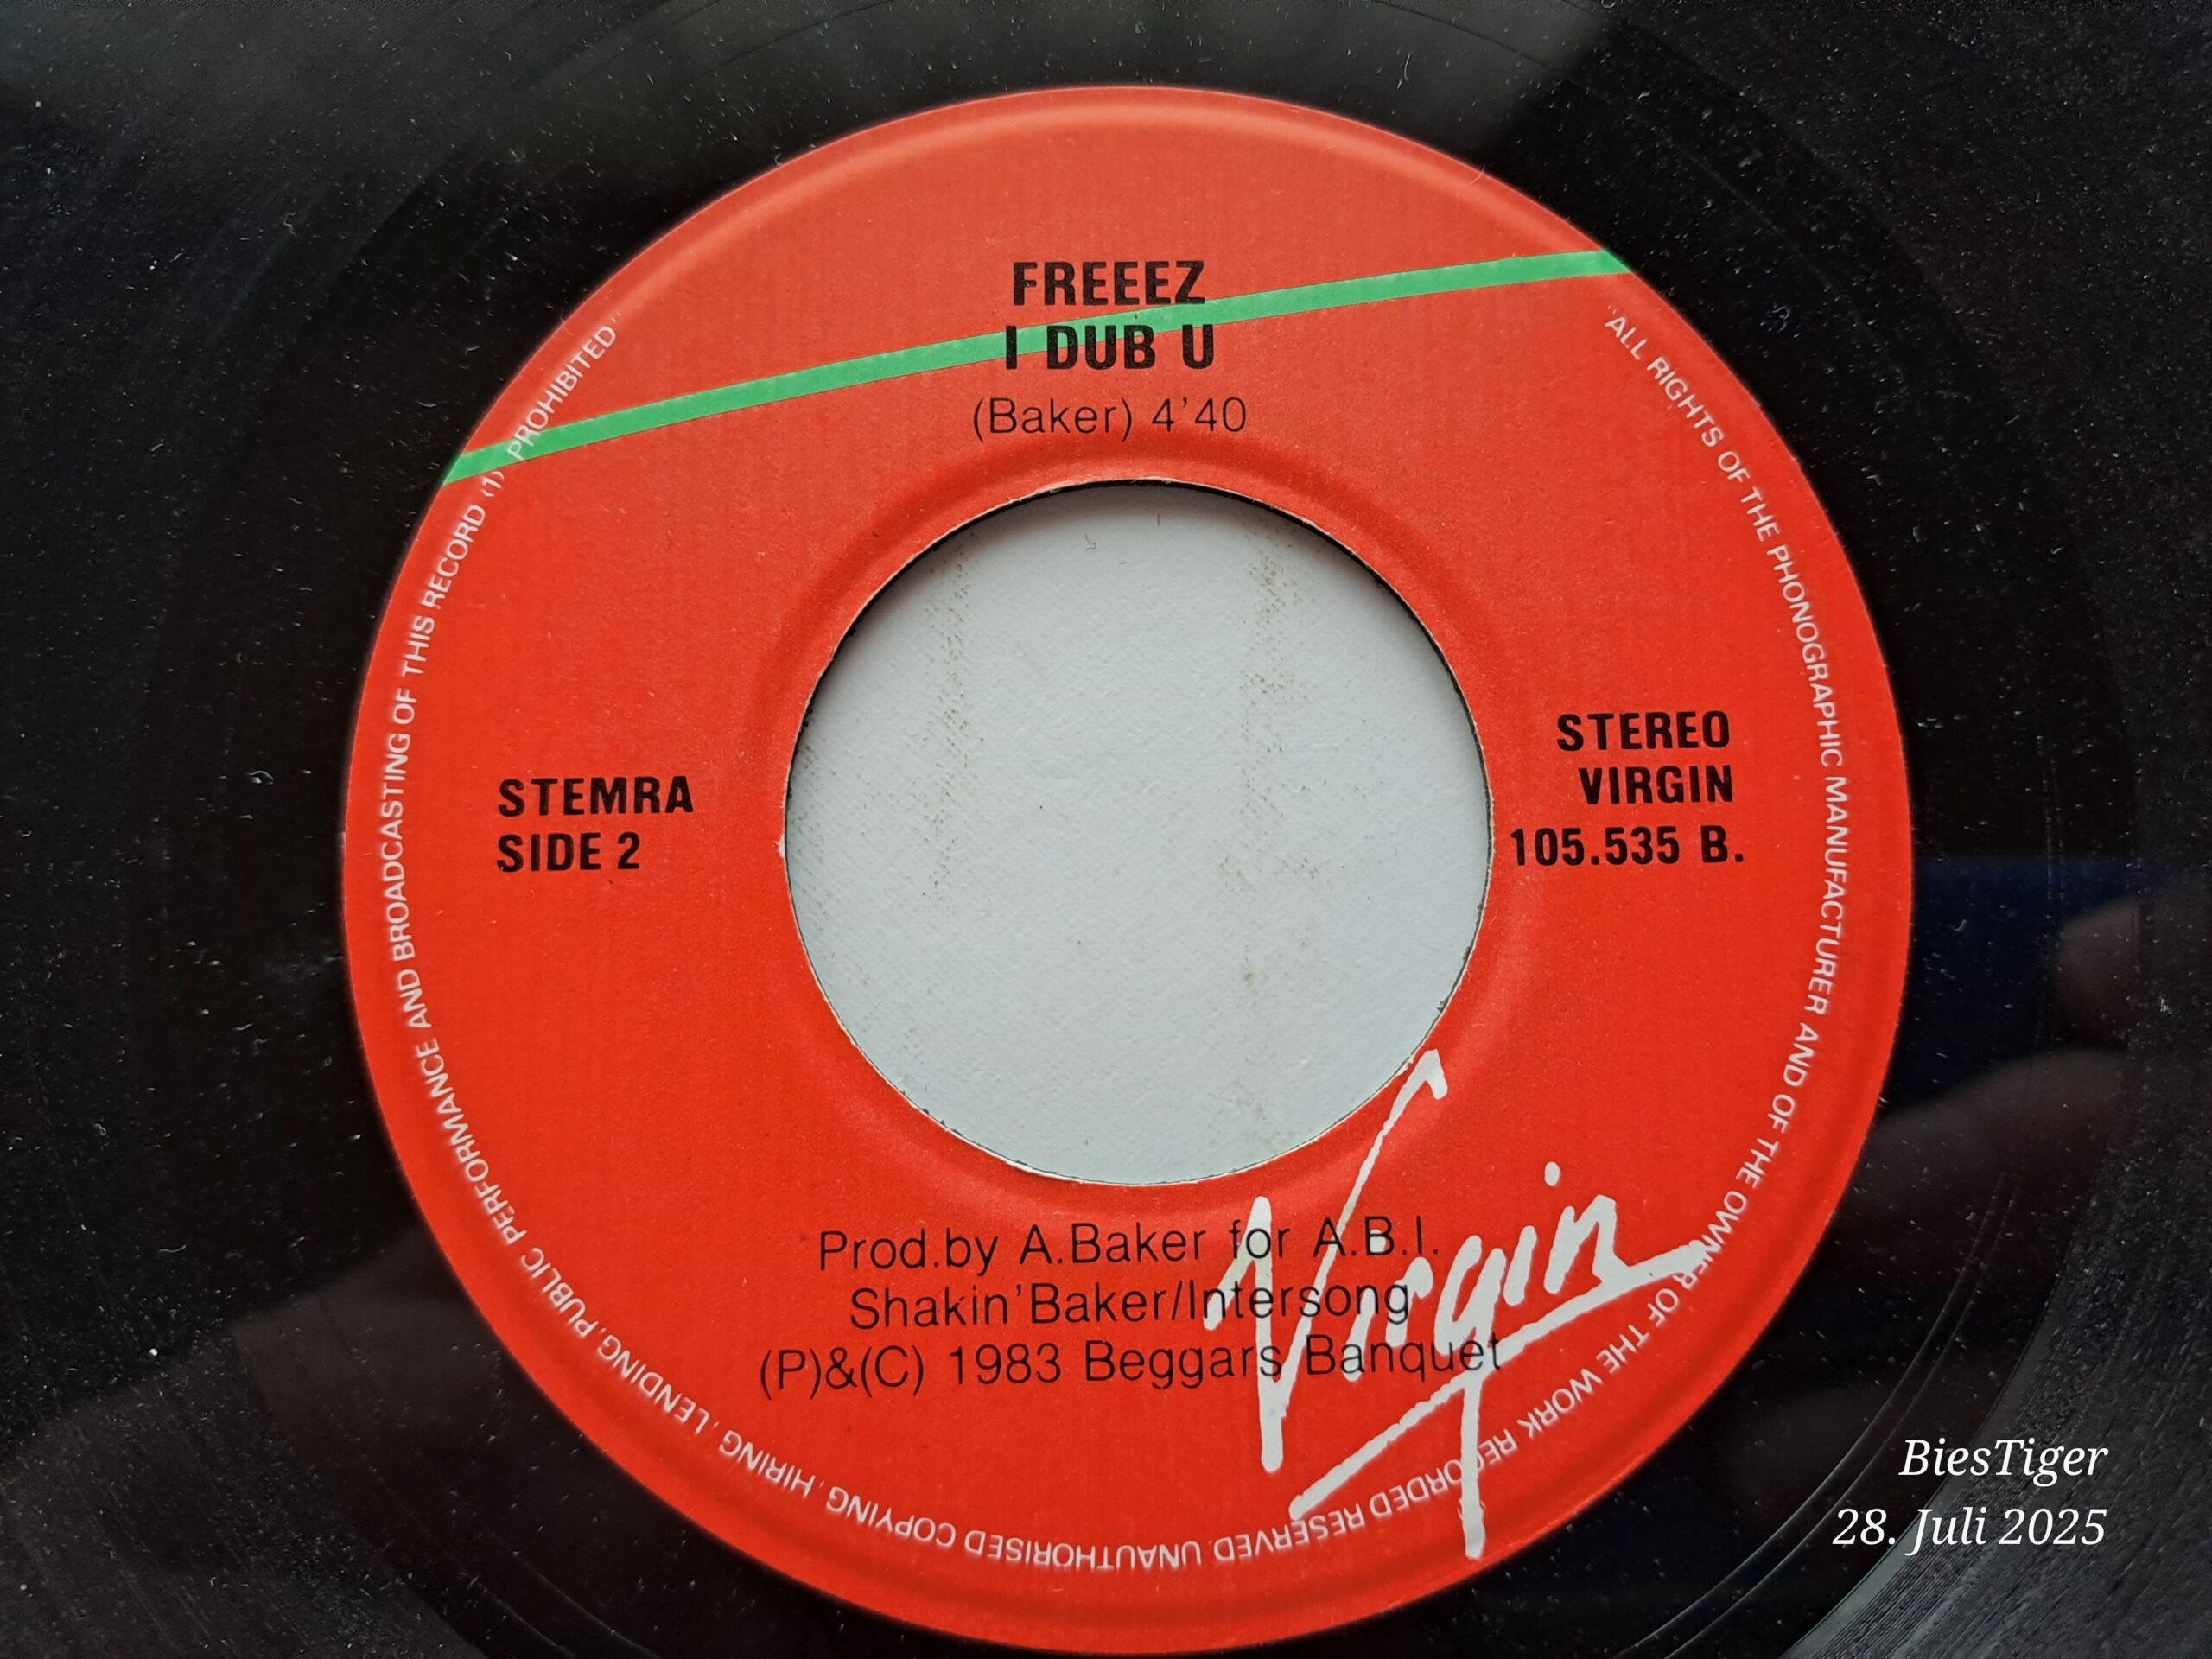 FREEEZ
I DUB U
(Baker) 4'40
STEMRA
SIDE 2
STEREO
VIRGIN
105.535 B.
Prod.by A.Baker for A.B.I.
Shakin'Baker/Intersong
(P)&(C) 1983 Beggars Banquet
Virgin
"ALL RIGHTS OF THE PHONOGRAPHIC MANUFACTURER AND OF THE OWNER OF THE WORK RECORDED RESERVED. UNAUTHORISED COPYING, HIRING, LENDING, PUBLIC PERFORMANCE AND BROADCASTING OF THIS RECORD (1) PROHIBITED"
BiesTiger
28. Juli 2025